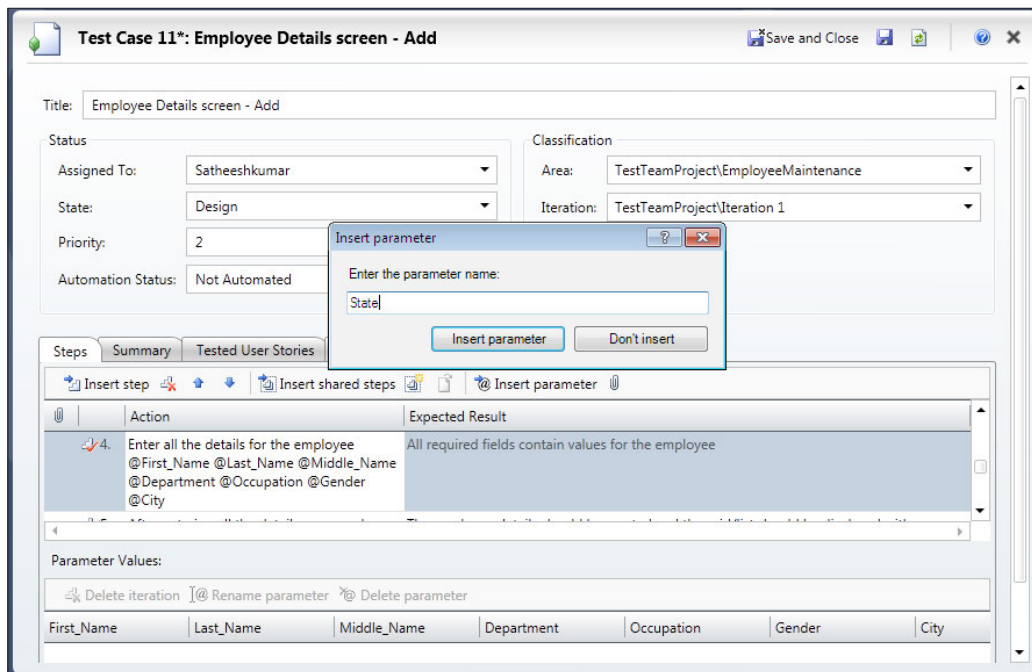 Test Case 11*: Employee Details screen - Add
Save and Close
Title: Employee Details screen - Add
Status
Classification
Assigned To: Satheeshkumar
Area: TestTeamProject\EmployeeMaintenance
State: Design
Iteration: TestTeamProject\Iteration 1
Priority: 2
Automation Status: Not Automated
Insert parameter
Enter the parameter name:
State
Insert parameter Don't insert
Steps Summary Tested User Stories
Insert step Insert shared steps Insert parameter
Action Expected Result
4. Enter all the details for the employee
@First_Name @Last_Name @Middle_Name
@Department @Occupation @Gender
@City
All required fields contain values for the employee
Parameter Values:
Delete iteration Rename parameter Delete parameter
First_Name Last_Name Middle_Name Department Occupation Gender City